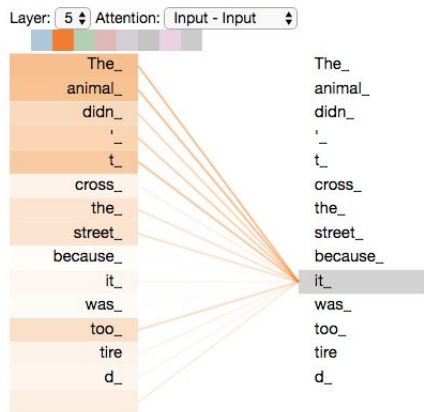 Layer: 5 Attention: Input - Input
The_ The_
animal_ animal_
didn_ didn_
'_ '_
t_ t_
cross_ cross_
the_ the_
street_ street_
because_ because_
it_ it_
was_ was_
too_ too_
tire tire
d_ d_